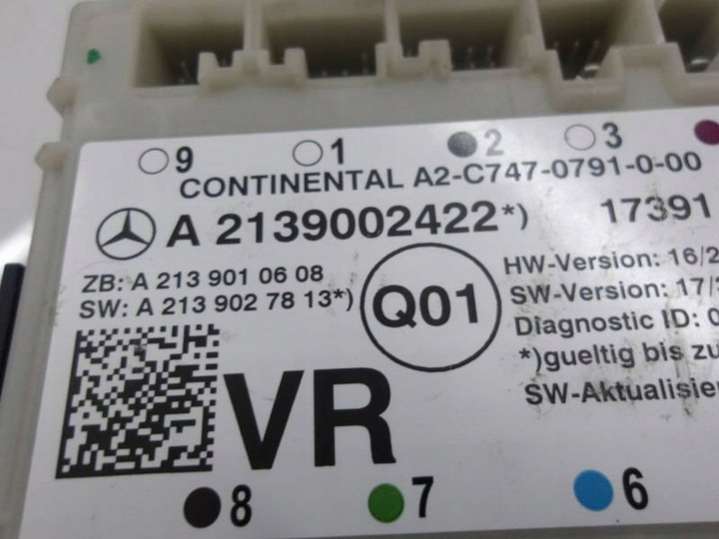 9 1 2 3
CONTINENTAL A2-C747-0791-0-00
A 2139002422*) 17391
ZB: A 213 901 0608
SW: A 213 902 78 13*)
Q01
HW-Version: 16/2
SW-Version: 17/
Diagnostic ID: 0
*)gueltig bis zu
SW-Aktualisie
VR
8 7 6